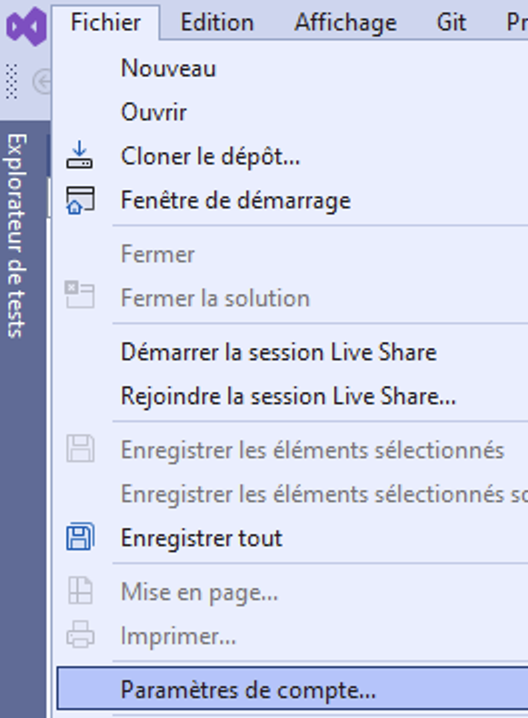 Fichier Edition Affichage Git
Nouveau
Ouvrir
Cloner le dépôt...
Fenêtre de démarrage
Fermer
Fermer la solution
Démarrer la session Live Share
Rejoindre la session Live Share...
Enregistrer les éléments sélectionnés
Enregistrer les éléments sélectionnés
Enregistrer tout
Mise en page...
Imprimer...
Paramètres de compte...
Explorateur de tests